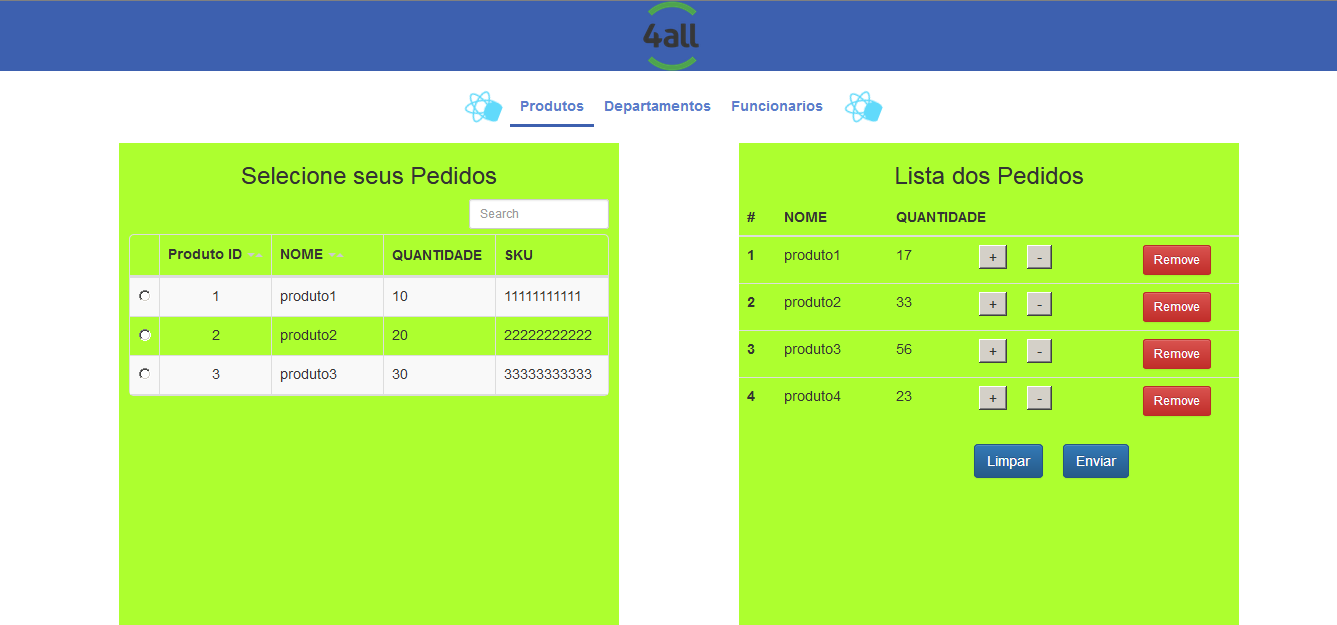 4all
Produtos Departamentos Funcionarios
Selecione seus Pedidos
Search
Produto ID NOME QUANTIDADE SKU
1 produto1 10 11111111111
2 produto2 20 22222222222
3 produto3 30 33333333333
Lista dos Pedidos
# NOME QUANTIDADE
1 produto1 17 + - Remove
2 produto2 33 + - Remove
3 produto3 56 + - Remove
4 produto4 23 + - Remove
Limpar Enviar